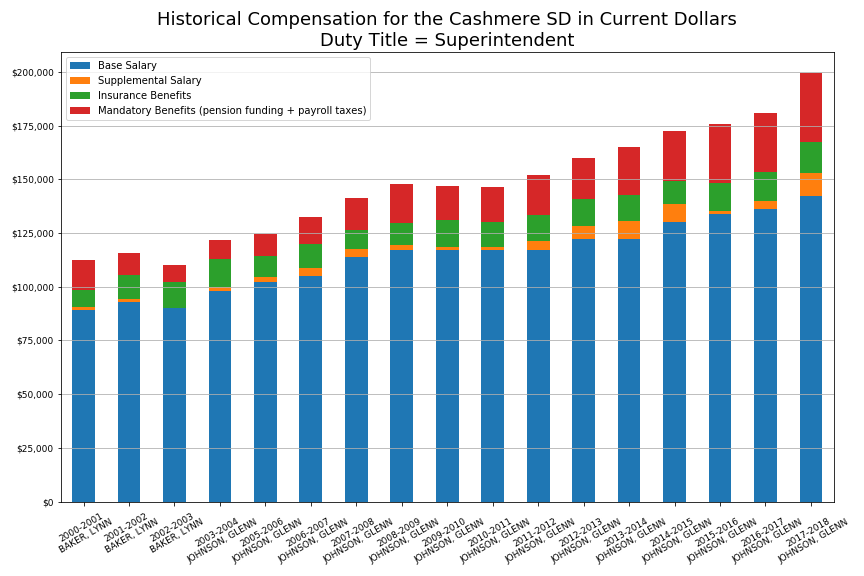 Historical Compensation for the Cashmere SD in Current Dollars
Duty Title = Superintendent
Base Salary
Supplemental Salary
Insurance Benefits
Mandatory Benefits (pension funding + payroll taxes)
$200,000
$175,000
$150,000
$125,000
$100,000
$75,000
$50,000
$25,000
$0
2000-2001
BAKER, LYNN
2001-2002
BAKER, LYNN
2002-2003
BAKER, LYNN
2003-2004
JOHNSON, GLENN
2005-2006
JOHNSON, GLENN
2006-2007
JOHNSON, GLENN
2007-2008
JOHNSON, GLENN
2008-2009
JOHNSON, GLENN
2009-2010
JOHNSON, GLENN
2010-2011
JOHNSON, GLENN
2011-2012
JOHNSON, GLENN
2012-2013
JOHNSON, GLENN
2013-2014
JOHNSON, GLENN
2014-2015
JOHNSON, GLENN
2015-2016
JOHNSON, GLENN
2016-2017
JOHNSON, GLENN
2017-2018
JOHNSON, GLENN